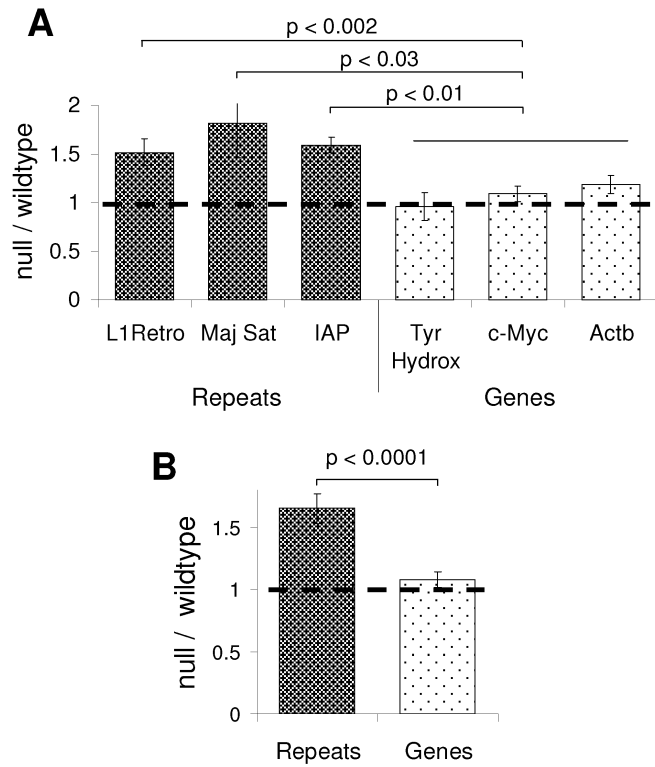 A
p < 0.002
p < 0.03
p < 0.01
null / wildtype
2
1.5
1
0.5
0
L1Retro Maj Sat IAP Tyr Hydrox c-Myc Actb
Repeats Genes
B
p < 0.0001
null / wildtype
1.5
1
0.5
0
Repeats Genes